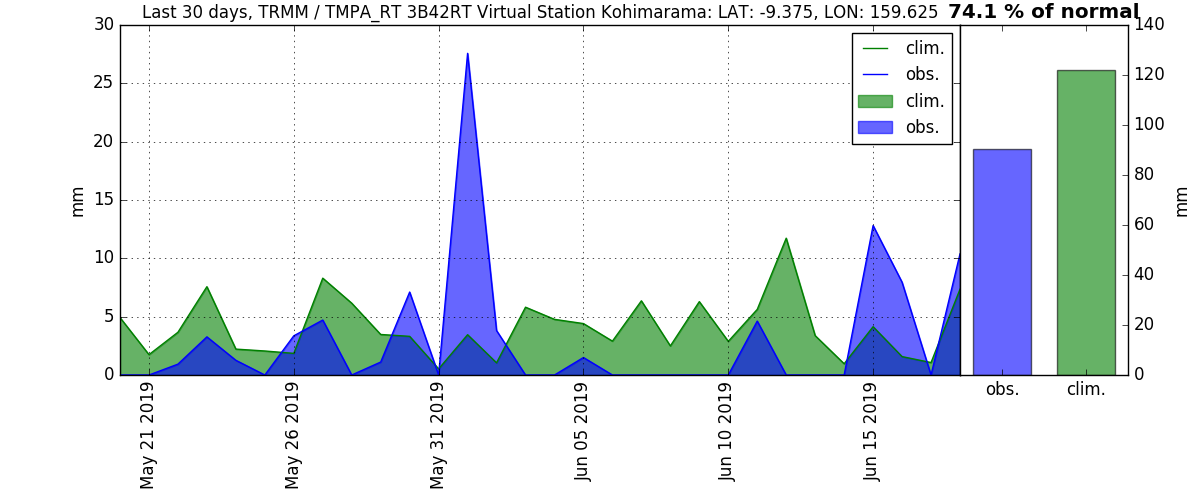 Last 30 days, TRMM / TMPA_RT 3B42RT Virtual Station Kohimarama: LAT: -9.375, LON: 159.625 74.1 % of normal
30
25
20
15
10
5
0
mm
clim.
obs.
clim.
obs.
140
120
100
80
60
40
20
0
mm
obs. clim.
May 21 2019
May 26 2019
May 31 2019
Jun 05 2019
Jun 10 2019
Jun 15 2019